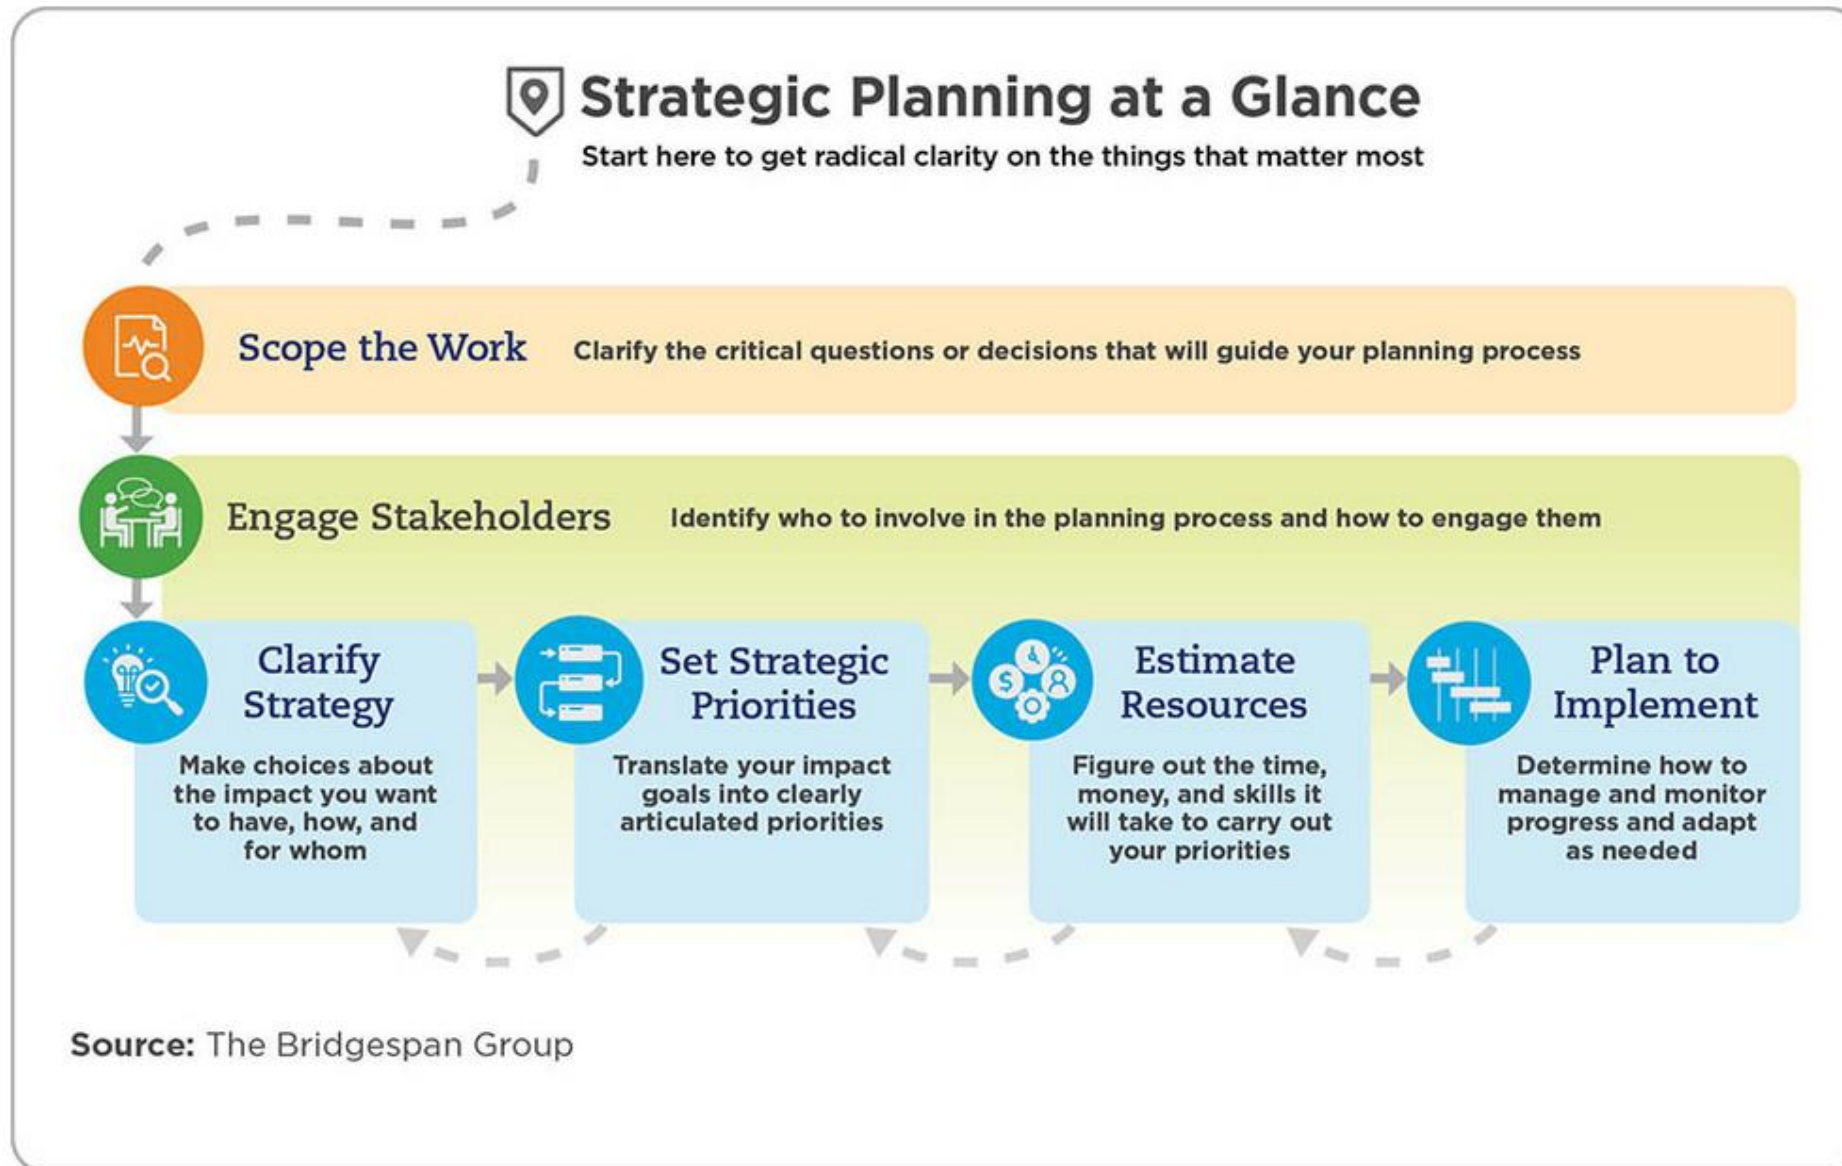 Strategic Planning at a Glance
Start here to get radical clarity on the things that matter most
Scope the Work
Clarify the critical questions or decisions that will guide your planning process
Engage Stakeholders
Identify who to involve in the planning process and how to engage them
Clarify
Strategy
Make choices about
the impact you want
to have, how, and
for whom
Set Strategic
Priorities
Translate your impact
goals into clearly
articulated priorities
Estimate
Resources
Figure out the time,
money, and skills it
will take to carry out
your priorities
Plan to
Implement
Determine how to
manage and monitor
progress and adapt
as needed
Source: The Bridgespan Group